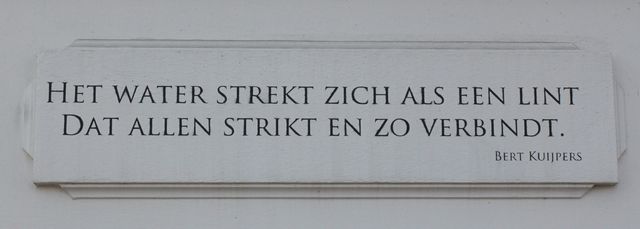 Het water strekt zich als een lint
Dat allen strikt en zo verbindt.
Bert Kuijpers